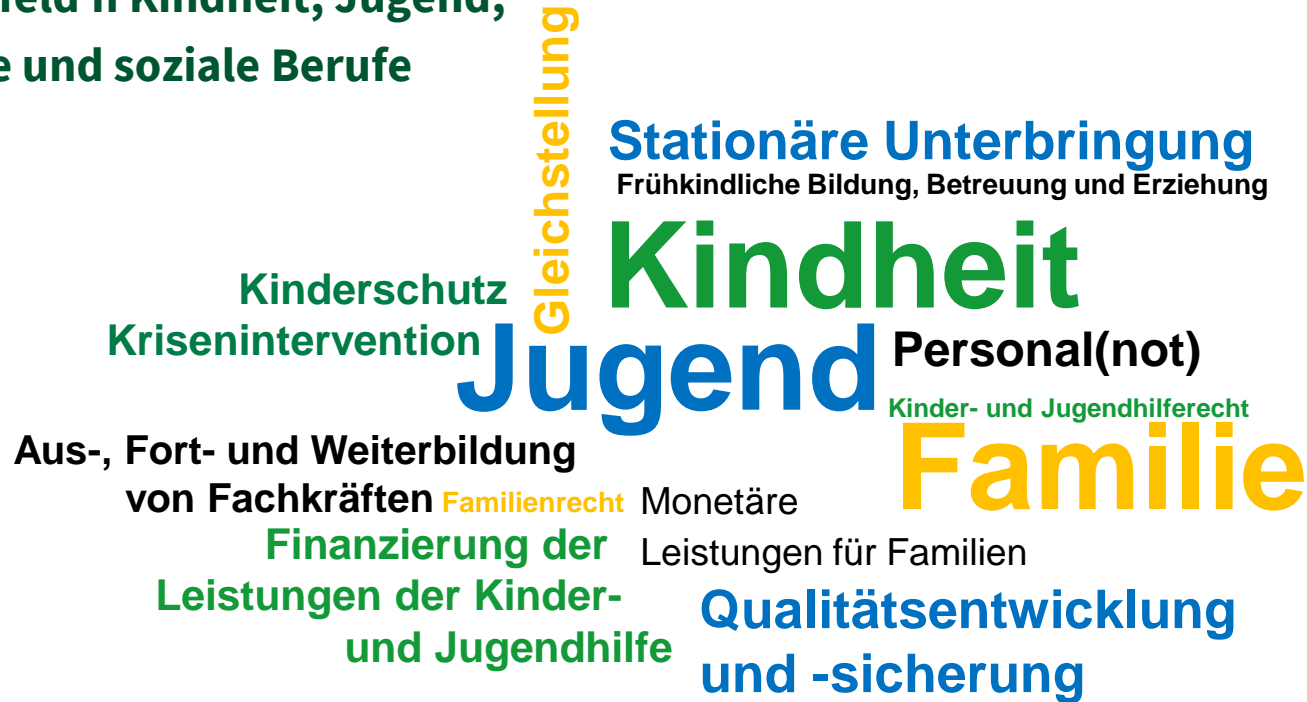 Kindheit, Jugend,
und soziale Berufe
Gleichstellung
Stationäre Unterbringung
Frühkindliche Bildung, Betreuung und Erziehung
Kindheit
Kinderschutz
Krisenintervention
Jugend
Personal(not)
Kinder- und Jugendhilferecht
Familie
Aus-, Fort- und Weiterbildung
von Fachkräften
Familienrecht
Monetäre
Leistungen für Familien
Finanzierung der
Leistungen der Kinder-
und Jugendhilfe
Qualitätsentwicklung
und -sicherung